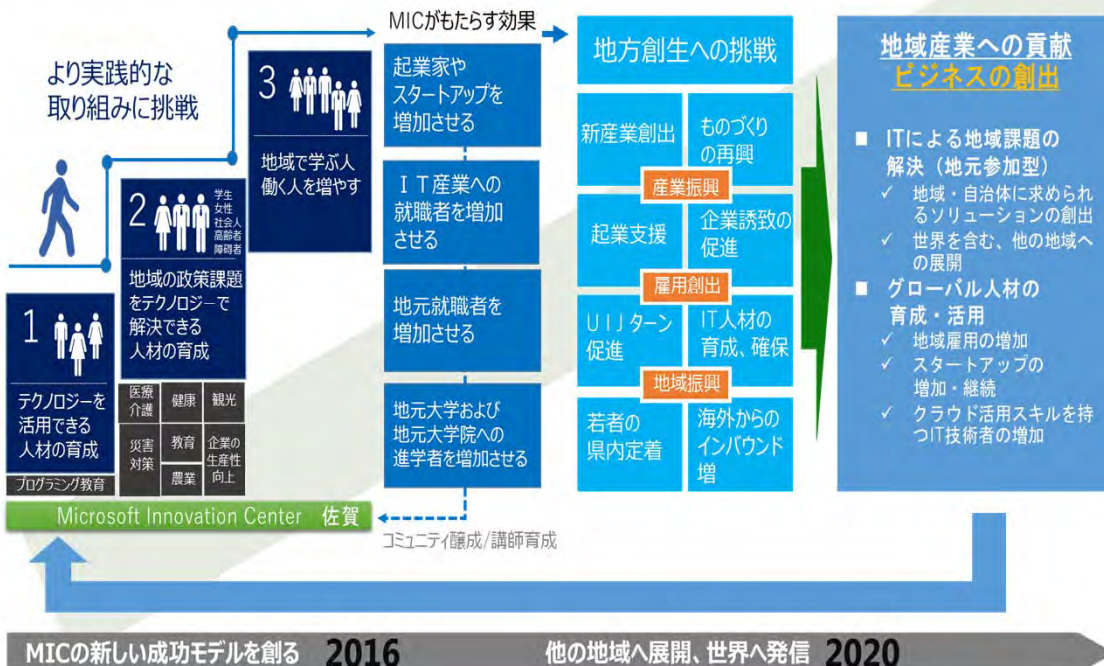 より実践的な
取り組みに挑戦
1
テクノロジーを
活用できる
人材の育成
プログラミング教育
2
学生
女性
社会人
高齢者
障碍者
地域の政策課題
をテクノロジーで
解決できる
人材の育成
医療
介護
健康
観光
災害
対策
教育
農業
企業の
生産性
向上
3
地域で学ぶ人
働く人を増やす
Microsoft Innovation Center 佐賀
MICがもたらす効果
起業家や
スタートアップを
増加させる
IT産業への
就職者を増加
させる
地元就職者を
増加させる
地元大学および
地元大学院への
進学者を増加させる
コミュニティ醸成/講師育成
地方創生への挑戦
新産業創出
ものづくり
の再興
産業振興
起業支援
企業誘致の
促進
雇用創出
UIJターン
促進
IT人材の
育成、確保
地域振興
若者の
県内定着
海外からの
インバウンド
増
地域産業への貢献
ビジネスの創出
■ ITによる地域課題の
解決（地元参加型）
✓ 地域・自治体に求められ
るソリューションの創出
✓ 世界を含む、他の地域へ
の展開
■ グローバル人材の
育成・活用
✓ 地域雇用の増加
✓ スタートアップの
増加・継続
✓ クラウド活用スキルを持
つIT技術者の増加
MICの新しい成功モデルを創る 2016 他の地域へ展開、世界へ発信 2020